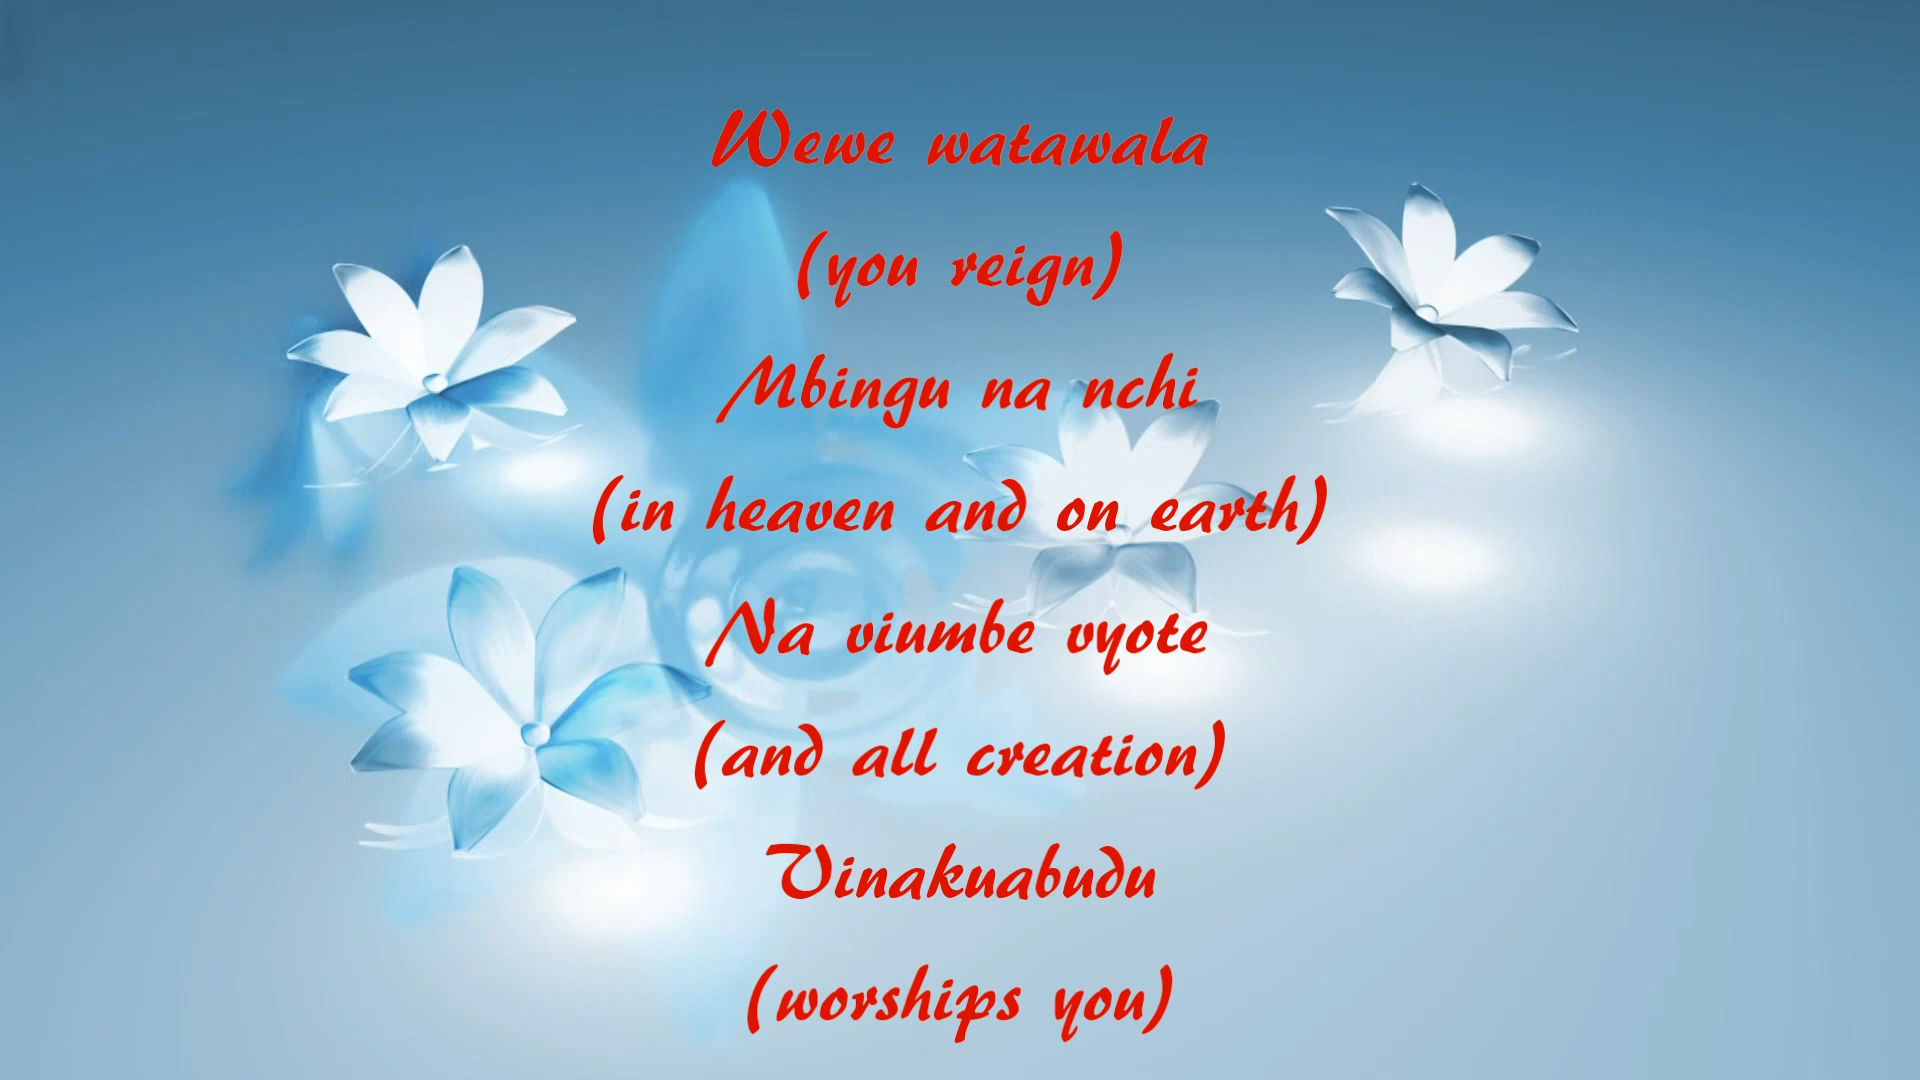 Wewe watawala
(you reign)
Mbingu na nchi
(in heaven and on earth)
Na viumbe vyote
(and all creation)
Vinakuabudu
(worships you)